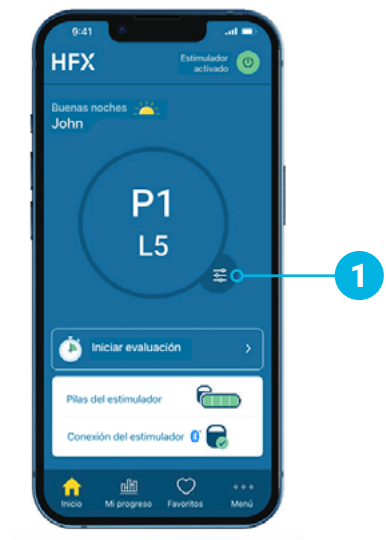 9:41
HFX
Estimulador
activado
Buenas noches
John
P1
L5
1
Iniciar evaluación
Pilas del estimulador
Conexión del estimulador
Inicio
Mi progreso
Favoritos
Menú